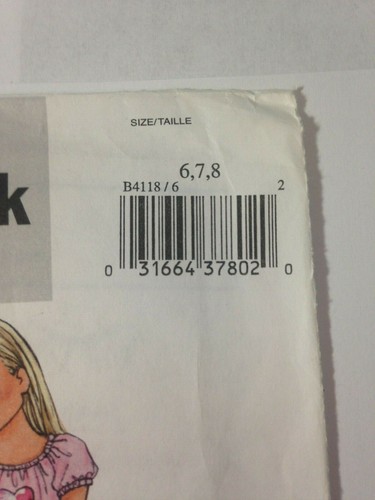 SIZE/TAILLE
6,7,8
B4118 / 6 2
0 31664 37802 0
k